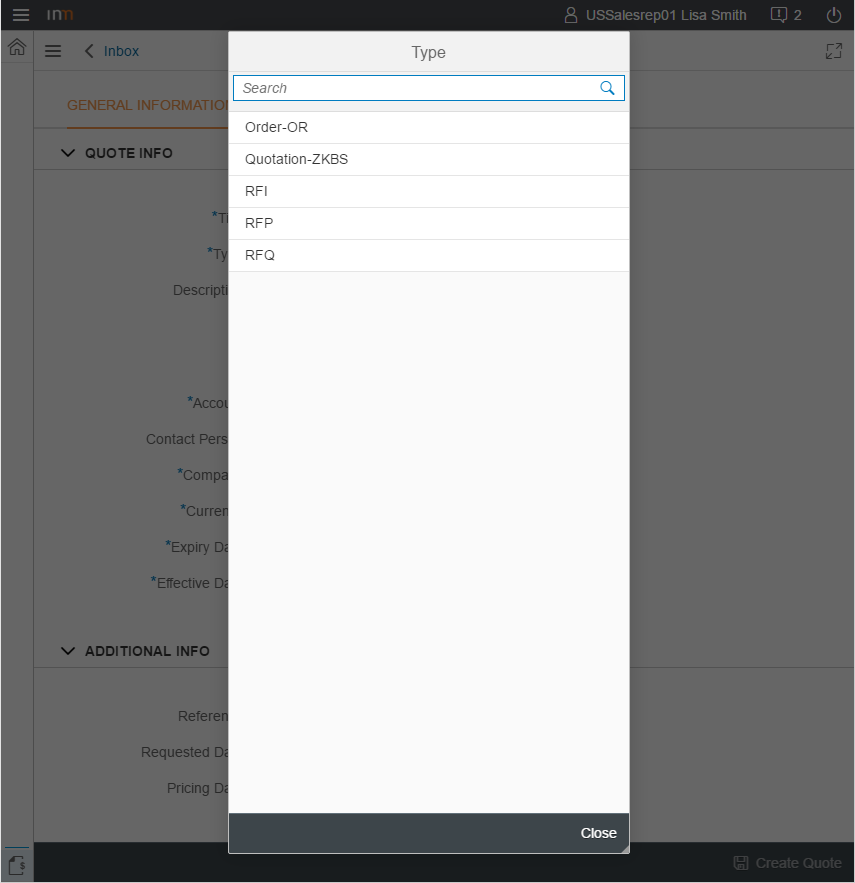 inm
USSalesrep01 Lisa Smith
2
Inbox
Type
Search
GENERAL INFORMATION
Order-OR
QUOTE INFO
Quotation-ZKBS
RFI
RFP
RFQ
*Ti
*Ty
Descripti
*Accou
Contact Pers
*Compa
*Curren
*Expiry Da
*Effective Da
ADDITIONAL INFO
Referen
Requested Da
Pricing Da
Close
$
Create Quote